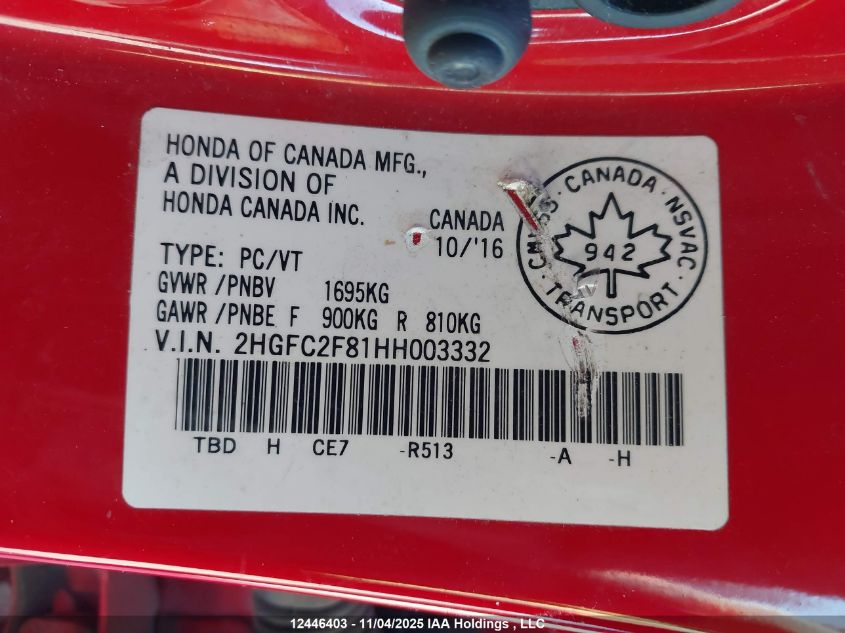 HONDA OF CANADA MFG.,
A DIVISION OF
HONDA CANADA INC.
CANADA
10/'16
TYPE: PC/VT
GVWR/PNBV 1695KG
GAWR/PNBE F 900KG R 810KG
V.I.N. 2HGFC2F81HH003332
CANADA · NSVAC
942
· TRANSPORT ·
TBD H CE7 -R513 -A -H
12446403 - 11/04/2025 IAA Holdings , LLC